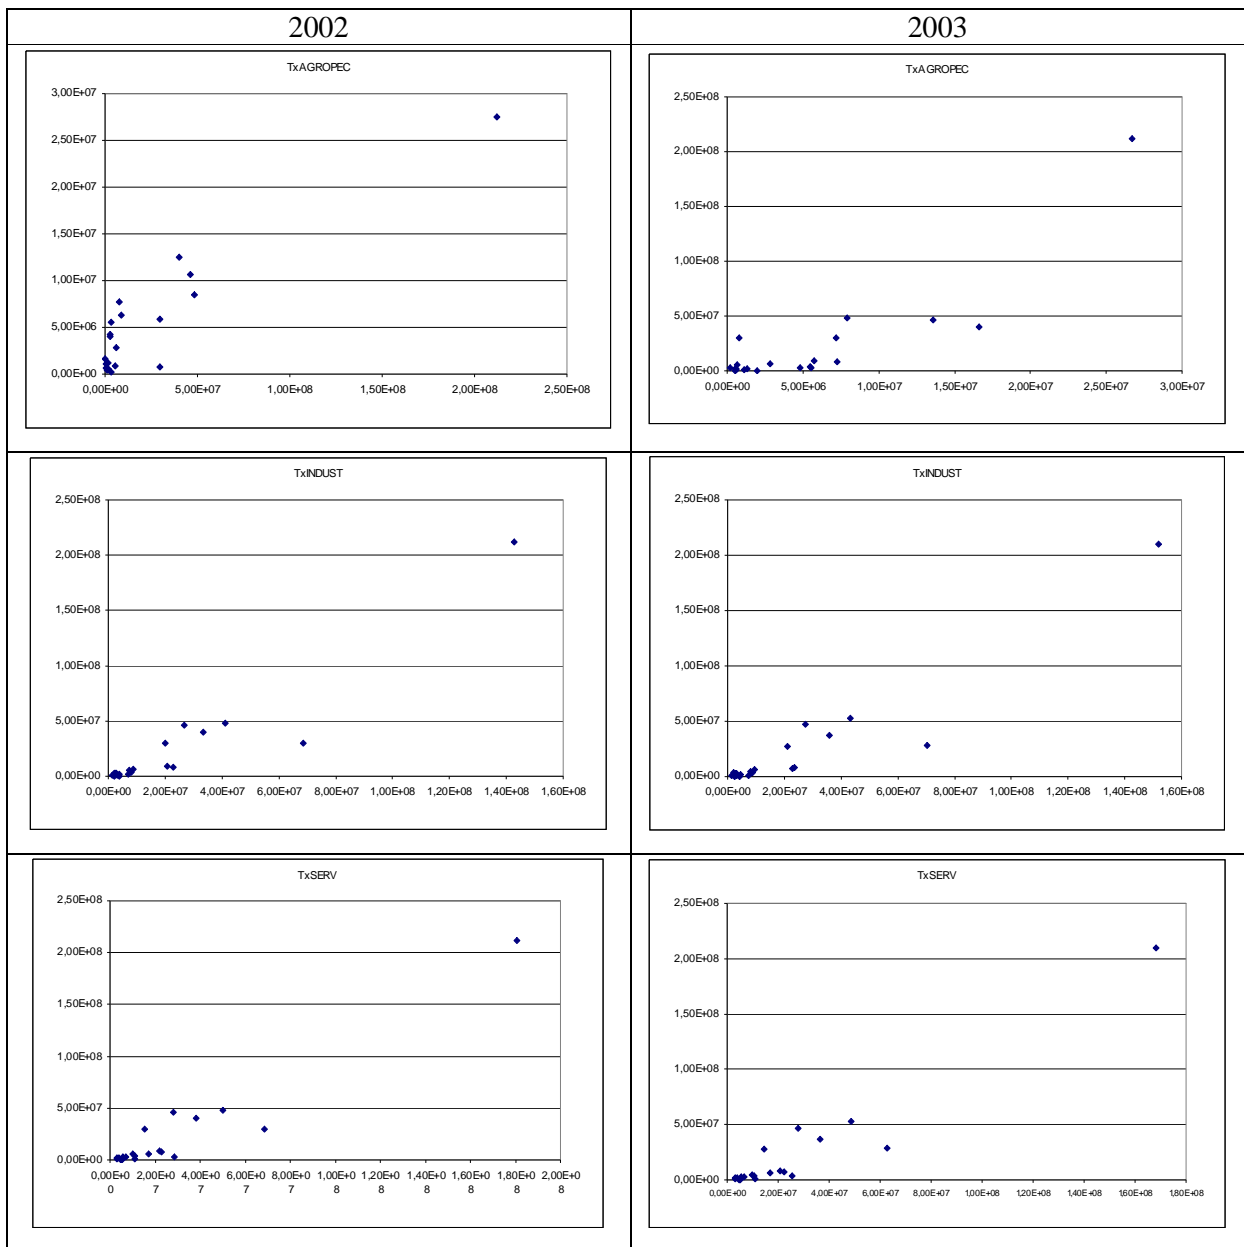 2002
2003
TxAGROPEC
3,00E+07
2,50E+07
2,00E+07
1,50E+07
1,00E+07
5,00E+06
0,00E+00
0,00E+00 5,00E+07 1,00E+08 1,50E+08 2,00E+08 2,50E+08
TxAGROPEC
2,50E+08
2,00E+08
1,50E+08
1,00E+08
5,00E+07
0,00E+00
0,00E+00 5,00E+06 1,00E+07 1,50E+07 2,00E+07 2,50E+07 3,00E+07
TxINDUST
2,50E+08
2,00E+08
1,50E+08
1,00E+08
5,00E+07
0,00E+00
0,00E+00 2,00E+07 4,00E+07 6,00E+07 8,00E+07 1,00E+08 1,20E+08 1,40E+08 1,60E+08
TxINDUST
2,50E+08
2,00E+08
1,50E+08
1,00E+08
5,00E+07
0,00E+00
0,00E+00 2,00E+07 4,00E+07 6,00E+07 8,00E+07 1,00E+08 1,20E+08 1,40E+08 1,60E+08
TxSERV
2,50E+08
2,00E+08
1,50E+08
1,00E+08
5,00E+07
0,00E+00
0,00E+0 2,00E+0 4,00E+0 6,00E+0 8,00E+0 1,00E+0 1,20E+0 1,40E+0 1,60E+0 1,80E+0 2,00E+0
0 7 7 7 7 8 8 8 8 8 8
TxSERV
2,50E+08
2,00E+08
1,50E+08
1,00E+08
5,00E+07
0,00E+00
0,00E+00 2,00E+07 4,00E+07 6,00E+07 8,00E+07 1,00E+08 1,20E+08 1,40E+08 1,60E+08 1,80E+08